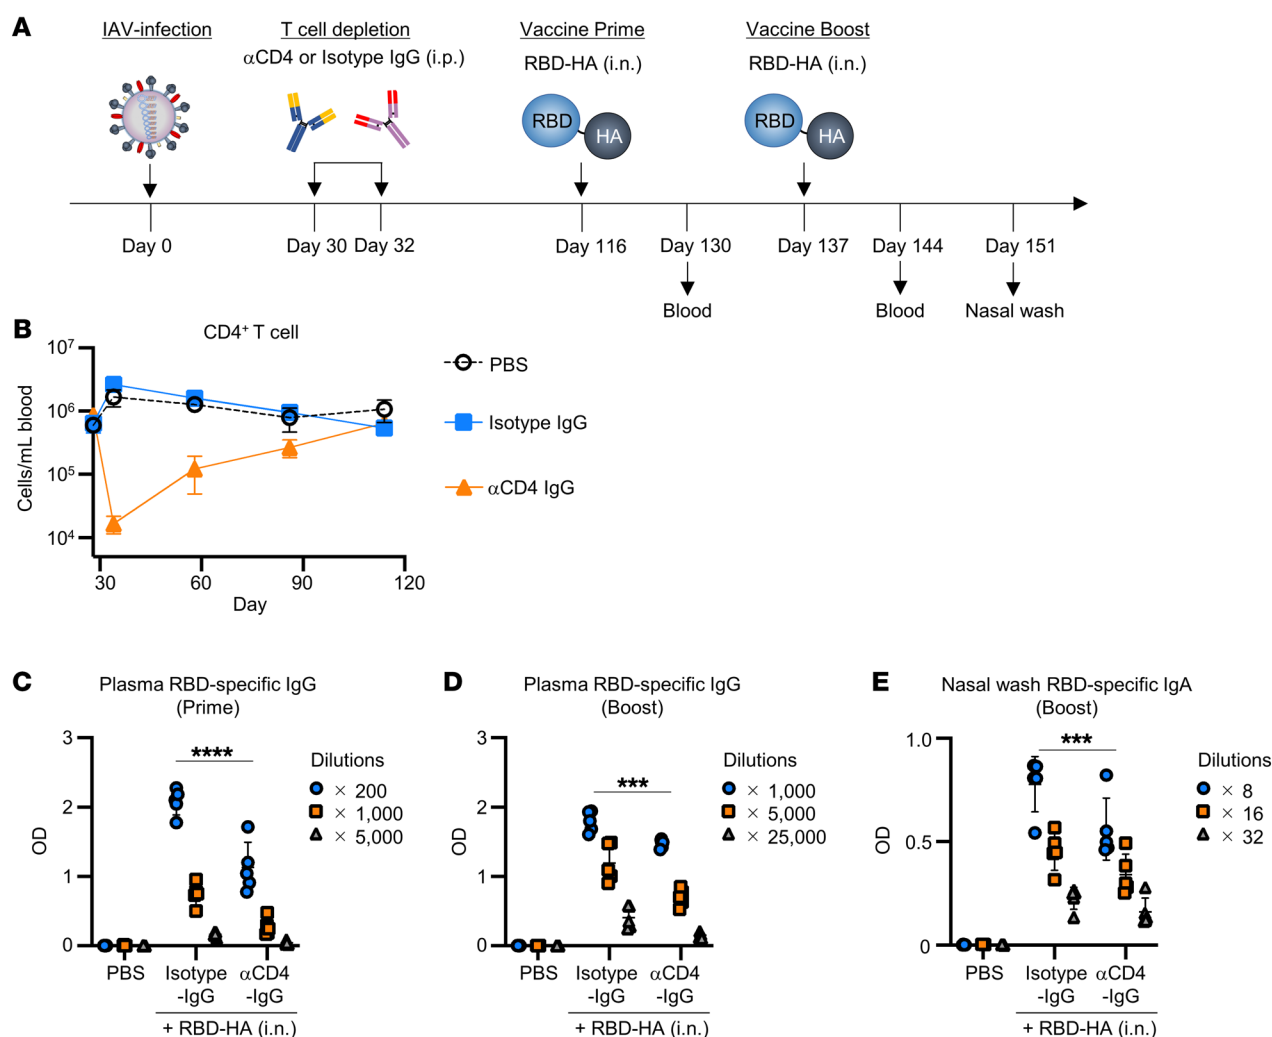 A
IAV-infection
T cell depletion
αCD4 or Isotype IgG (i.p.)
Vaccine Prime
RBD-HA (i.n.)
Vaccine Boost
RBD-HA (i.n.)
RBD
HA
RBD
HA
Day 0
Day 30
Day 32
Day 116
Day 130
Day 137
Day 144
Day 151
Blood
Blood
Nasal wash
B
CD4⁺ T cell
Cells/mL blood
10⁷
10⁶
10⁵
10⁴
30
60
90
120
Day
PBS
Isotype IgG
αCD4 IgG
C
Plasma RBD-specific IgG
(Prime)
OD
3
2
1
0
****
Dilutions
× 200
× 1,000
× 5,000
PBS
Isotype
-IgG
αCD4
-IgG
+ RBD-HA (i.n.)
D
Plasma RBD-specific IgG
(Boost)
OD
3
2
1
0
***
Dilutions
× 1,000
× 5,000
× 25,000
PBS
Isotype
-IgG
αCD4
-IgG
+ RBD-HA (i.n.)
E
Nasal wash RBD-specific IgA
(Boost)
OD
1.0
0.5
0
***
Dilutions
× 8
× 16
× 32
PBS
Isotype
-IgG
αCD4
-IgG
+ RBD-HA (i.n.)